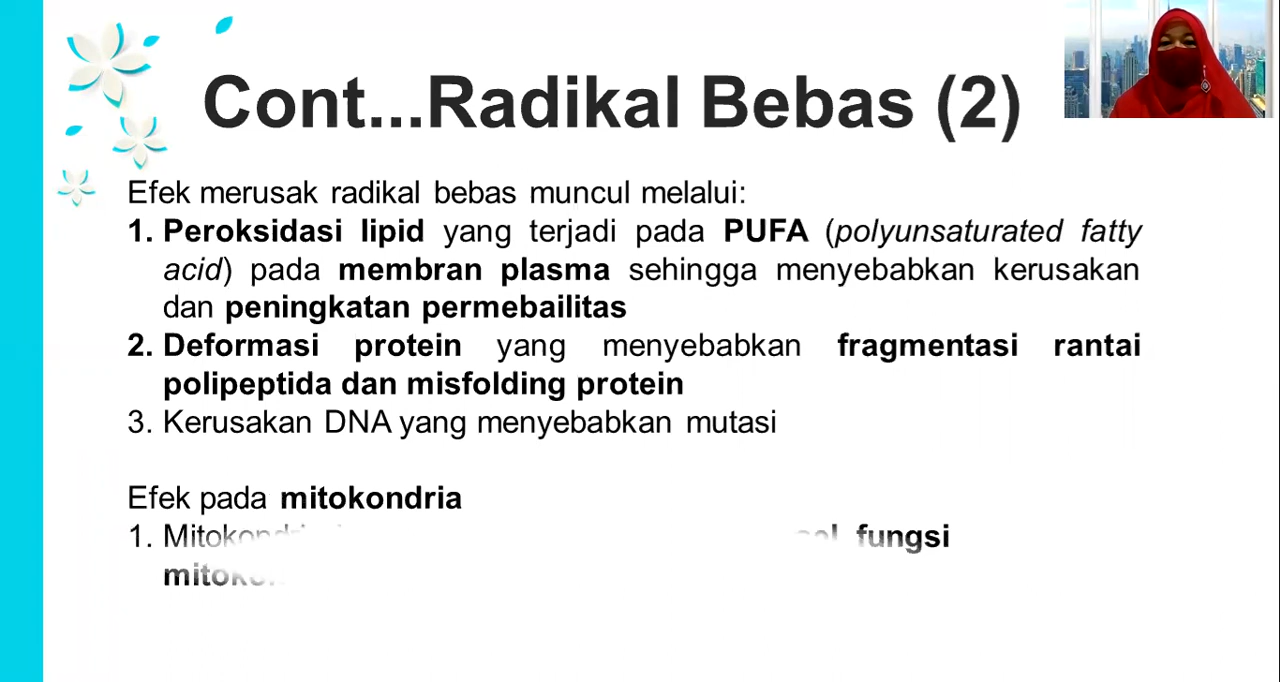 Cont...Radikal Bebas (2)
Efek merusak radikal bebas muncul melalui:
1. Peroksidasi lipid yang terjadi pada PUFA (polyunsaturated fatty
acid) pada membran plasma sehingga menyebabkan kerusakan
dan peningkatan permebailitas
2. Deformasi protein yang menyebabkan fragmentasi rantai
polipeptida dan misfolding protein
3. Kerusakan DNA yang menyebabkan mutasi
Efek pada mitokondria
1. fungsi